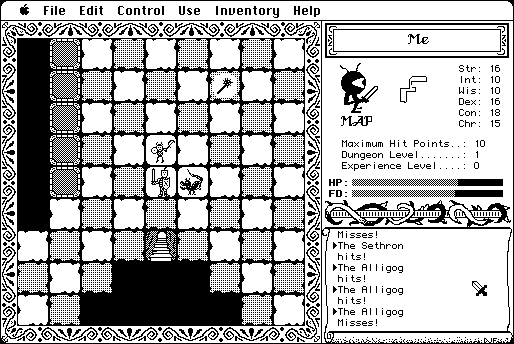 File Edit Control Use Inventory Help
Me
Str: 16
Int: 10
Wis: 10
Dex: 16
Con: 18
Chr: 15
MAP
Maximum Hit Points..: 10
Dungeon Level.......: 1
Experience Level....: 0
HP:
FD:
Misses!
The Sethron
hits!
The Alligog
hits!
The Alligog
hits!
The Alligog
Misses!